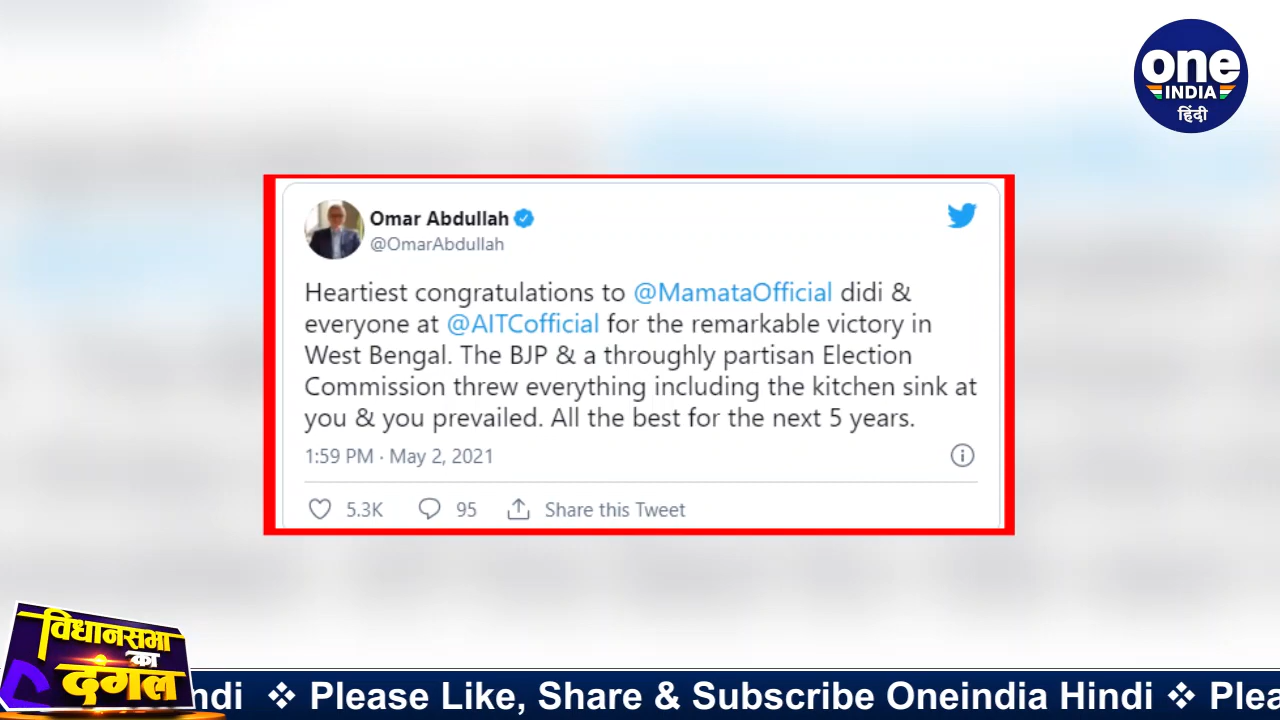 one
INDIA
हिंदी
Omar Abdullah
@OmarAbdullah
Heartiest congratulations to @MamataOfficial didi &
everyone at @AITCofficial for the remarkable victory in
West Bengal. The BJP & a throughly partisan Election
Commission threw everything including the kitchen sink at
you & you prevailed. All the best for the next 5 years.
1:59 PM · May 2, 2021
5.3K 95 Share this Tweet
विधानसभा
का
दंगल
ndi ❖ Please Like, Share & Subscribe Oneindia Hindi ❖ Plea